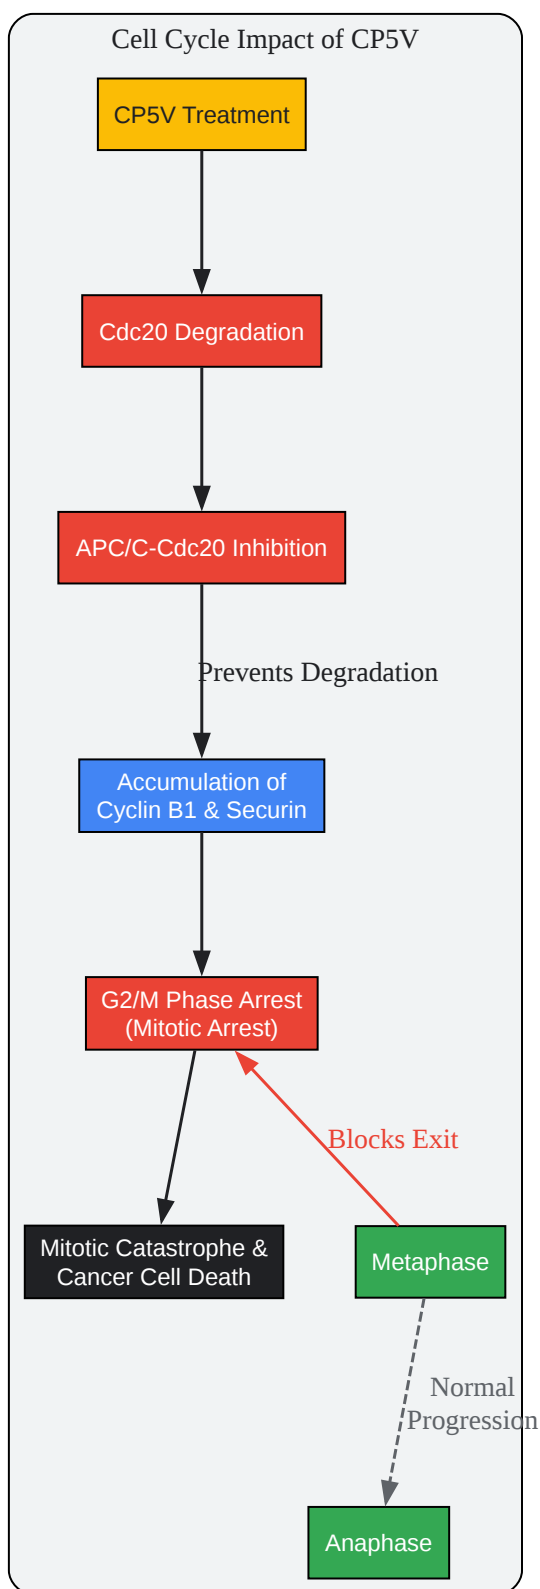 Cell Cycle Impact of CP5V
CP5V Treatment
Cdc20 Degradation
APC/C-Cdc20 Inhibition
Prevents Degradation
Accumulation of
Cyclin B1 & Securin
G2/M Phase Arrest
(Mitotic Arrest)
Blocks Exit
Mitotic Catastrophe &
Cancer Cell Death
Metaphase
Normal
Progression
Anaphase